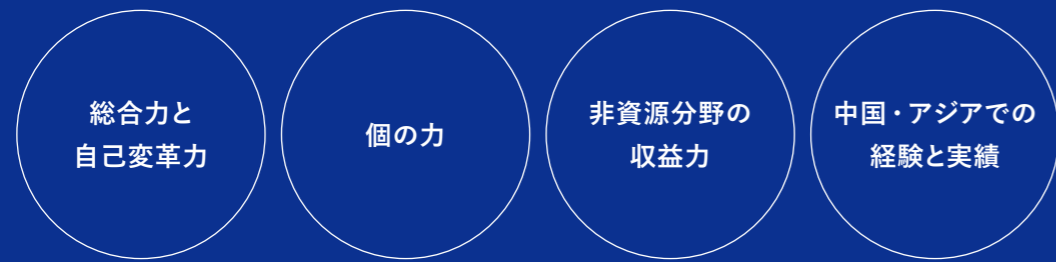 総合力と
自己変革力
個の力
非資源分野の
収益力
中国・アジアでの
経験と実績